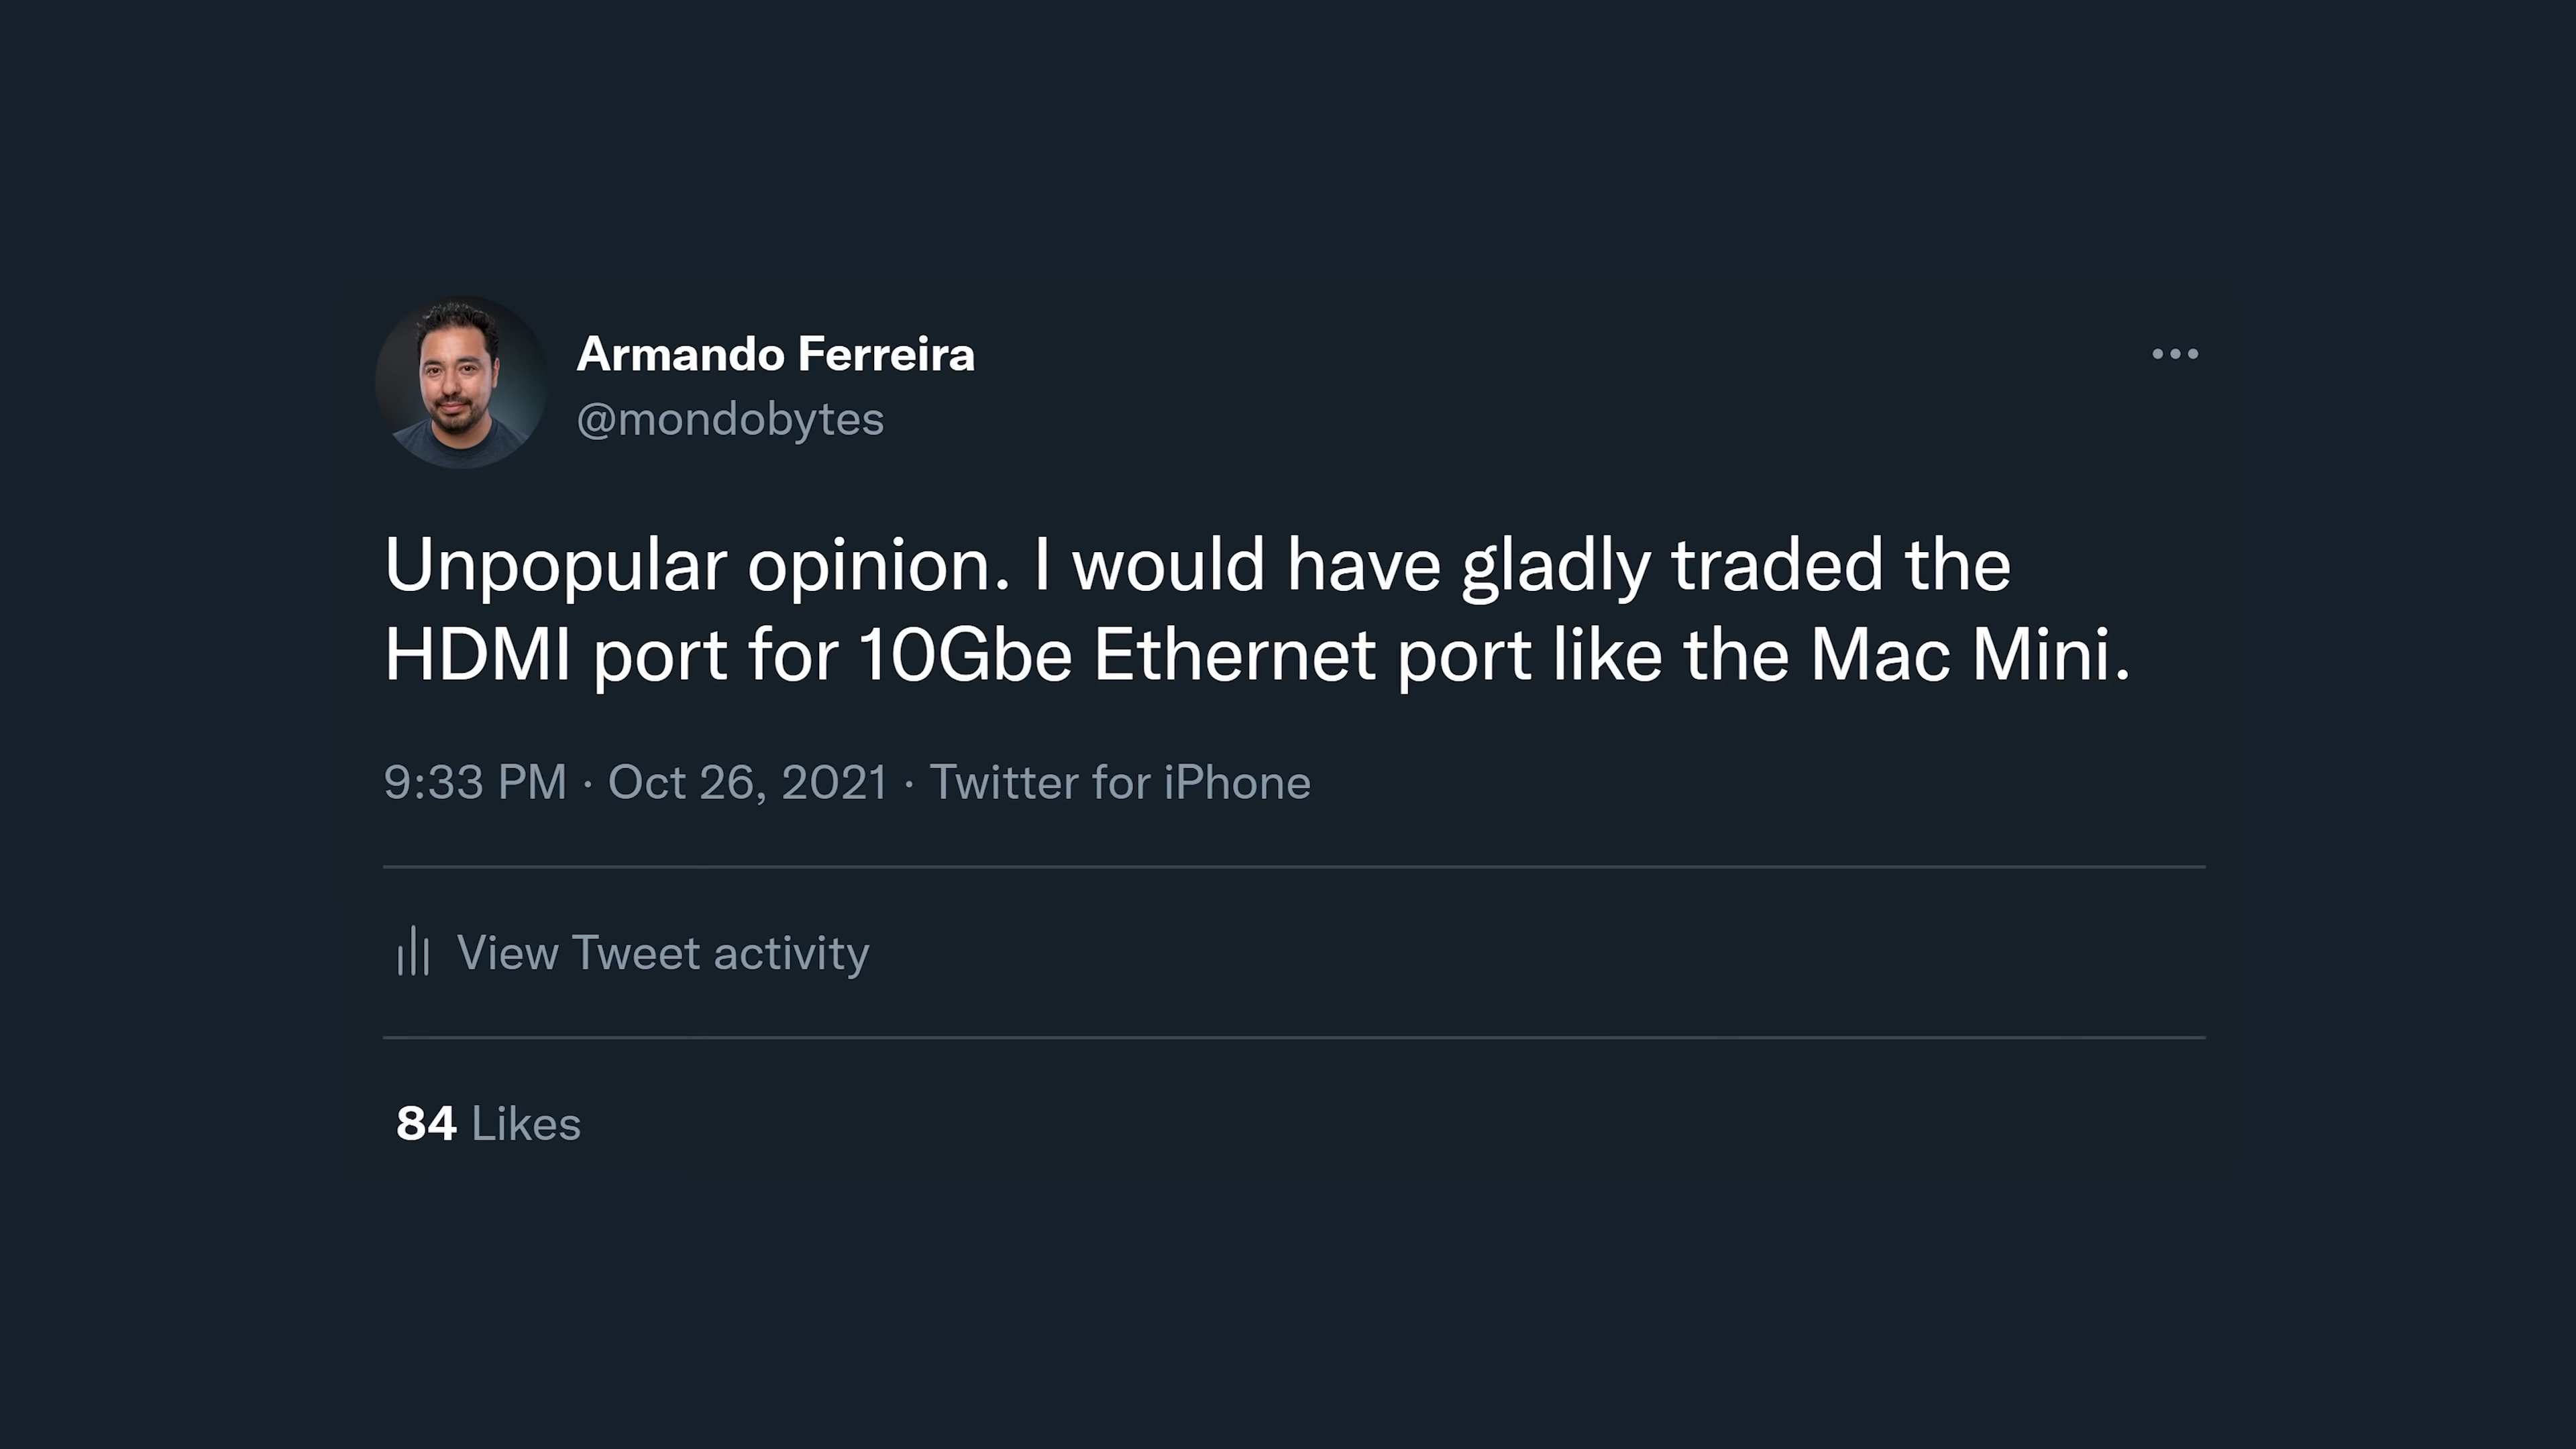 Armando Ferreira
@mondobytes
Unpopular opinion. I would have gladly traded the
HDMI port for 10Gbe Ethernet port like the Mac Mini.
9:33 PM · Oct 26, 2021 · Twitter for iPhone
View Tweet activity
84 Likes